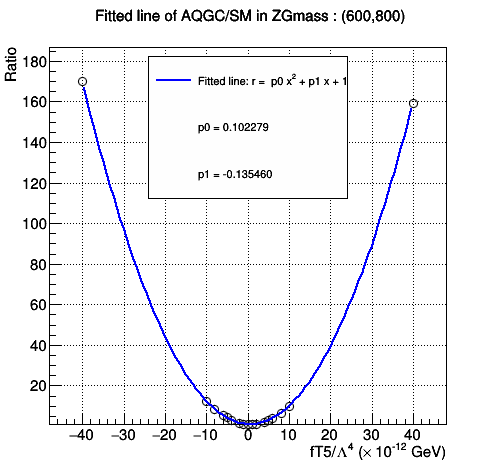 Fitted line of AQGC/SM in ZGmass : (600,800)
Ratio
180
160
140
120
100
80
60
40
20
Fitted line: r = p0 x² + p1 x + 1
p0 = 0.102279
p1 = -0.135460
−40 −30 −20 −10 0 10 20 30 40
fT5/Λ⁴ (× 10⁻¹² GeV)